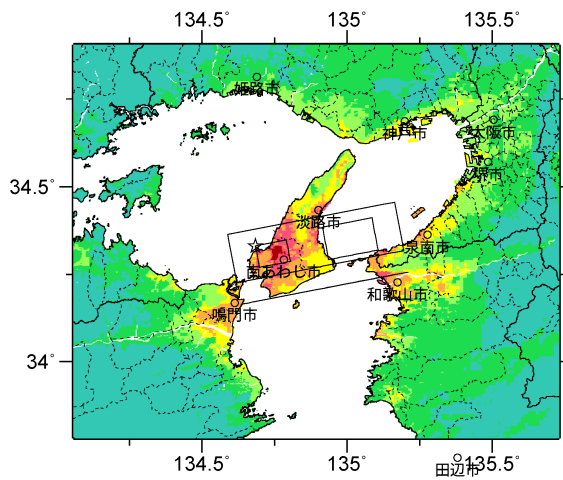 134.5˚ 135˚ 135.5˚
姫路市
神戸市 大阪市
堺市
34.5˚
淡路市
泉南市
南あわじ市
和歌山市
鳴門市
34˚
134.5˚ 135˚ 135.5˚
田辺市